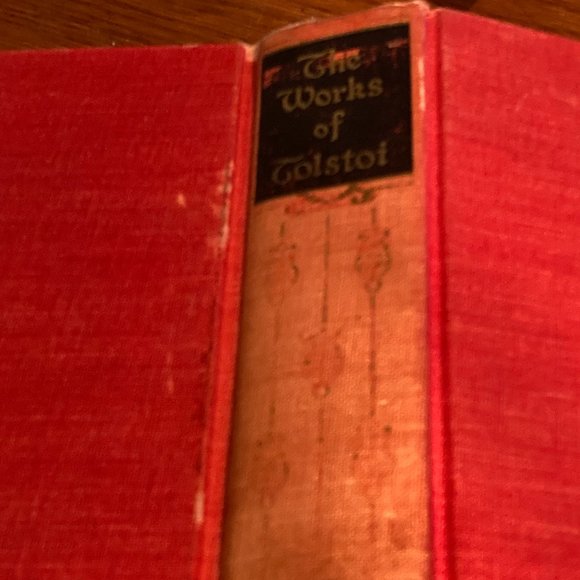 The
Works
of
Tolstoi